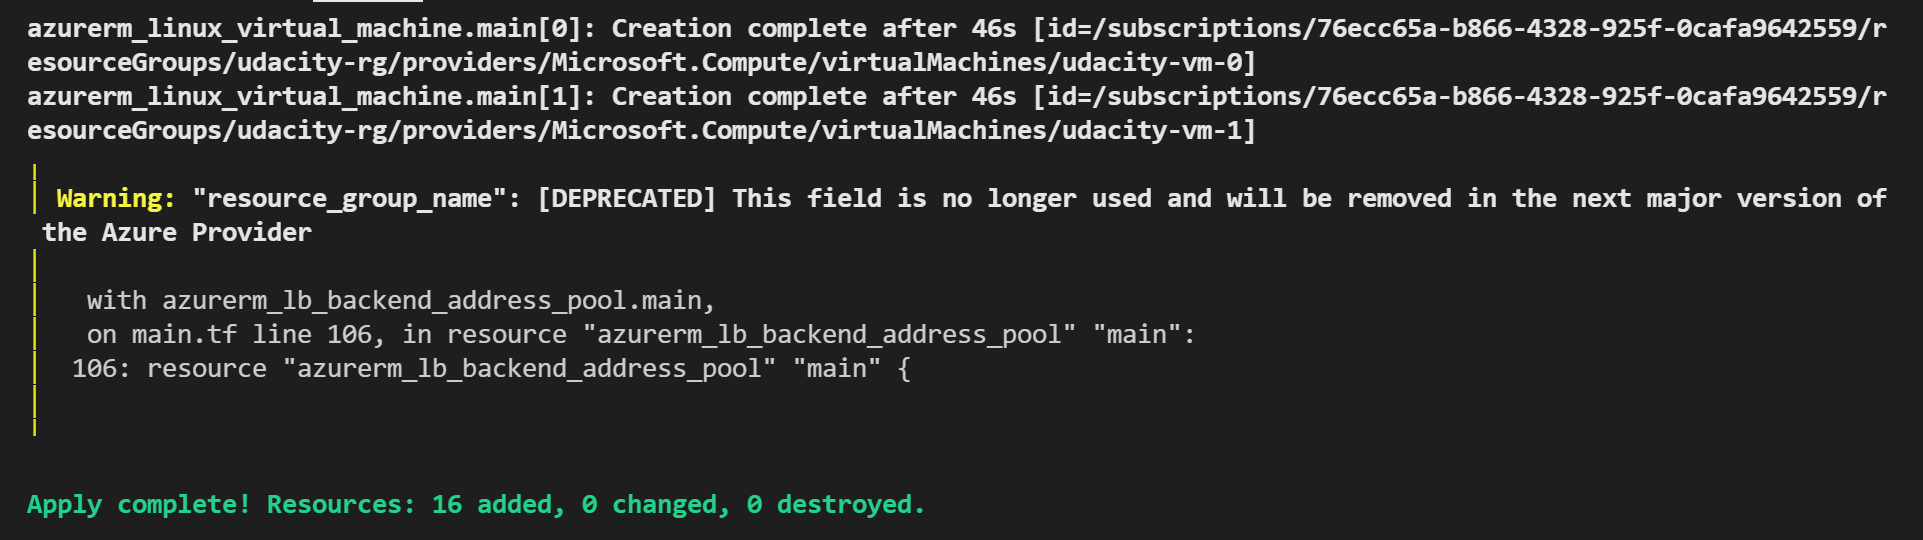 azurerm_linux_virtual_machine.main[0]: Creation complete after 46s [id=/subscriptions/76ecc65a-b866-4328-925f-0cafa9642559/r
esourceGroups/udacity-rg/providers/Microsoft.Compute/virtualMachines/udacity-vm-0]
azurerm_linux_virtual_machine.main[1]: Creation complete after 46s [id=/subscriptions/76ecc65a-b866-4328-925f-0cafa9642559/r
esourceGroups/udacity-rg/providers/Microsoft.Compute/virtualMachines/udacity-vm-1]
Warning: "resource_group_name": [DEPRECATED] This field is no longer used and will be removed in the next major version of
the Azure Provider
with azurerm_lb_backend_address_pool.main,
on main.tf line 106, in resource "azurerm_lb_backend_address_pool" "main":
106: resource "azurerm_lb_backend_address_pool" "main" {
Apply complete! Resources: 16 added, 0 changed, 0 destroyed.